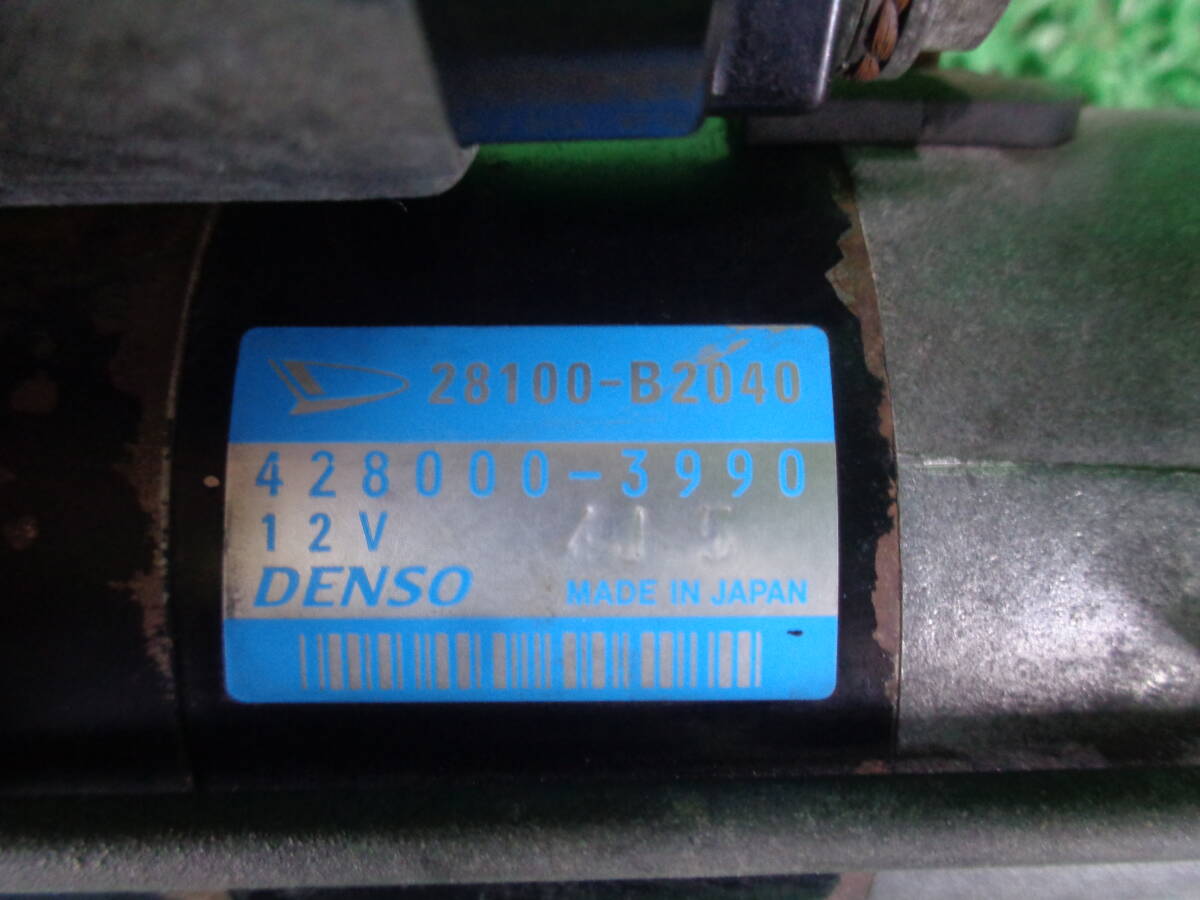 28100-B2040
428000-3990
12V
DENSO MADE IN JAPAN